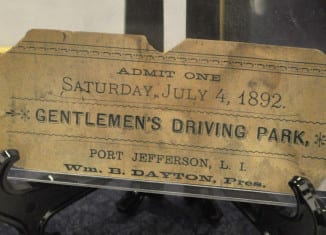 ADMIT ONE
SATURDAY, JULY 4, 1892.
GENTLEMEN'S DRIVING PARK,
PORT JEFFERSON, L. I.
Wm. B. DAYTON, Pres.